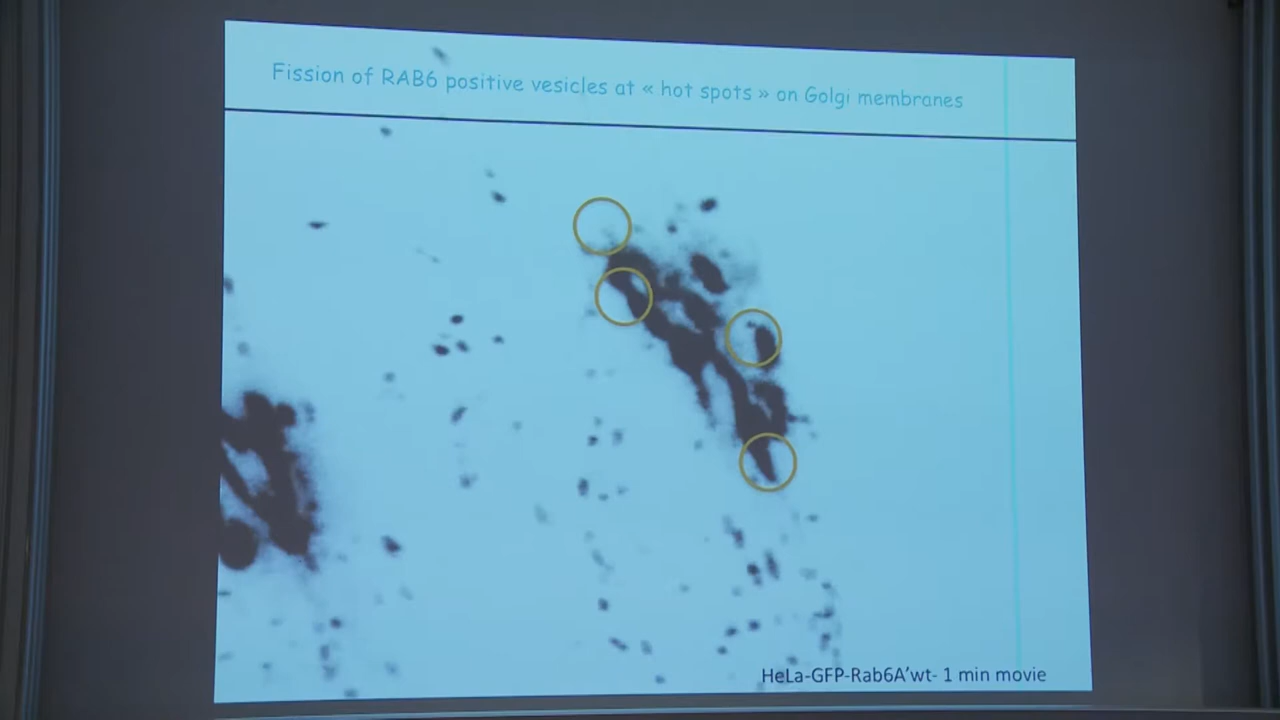 Fission of RAB6 positive vesicles at « hot spots » on Golgi membranes
HeLa-GFP-Rab6A’wt- 1 min movie